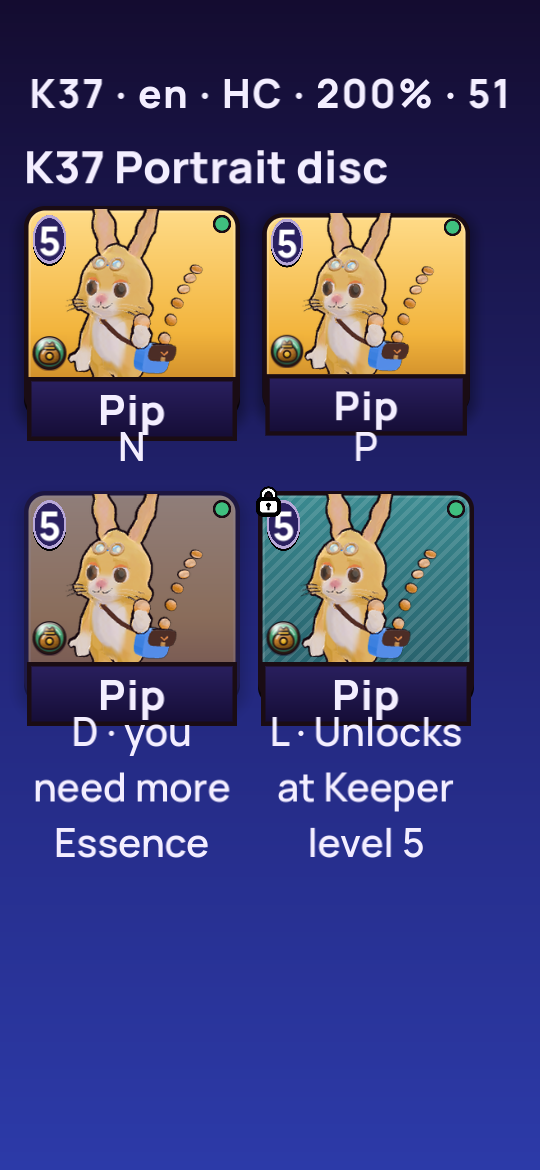 K37 · en · HC · 200% · 51
K37 Portrait disc
5
5
Pip
Pip
N
P
5
5
Pip
Pip
D · you
need more
Essence
L · Unlocks
at Keeper
level 5